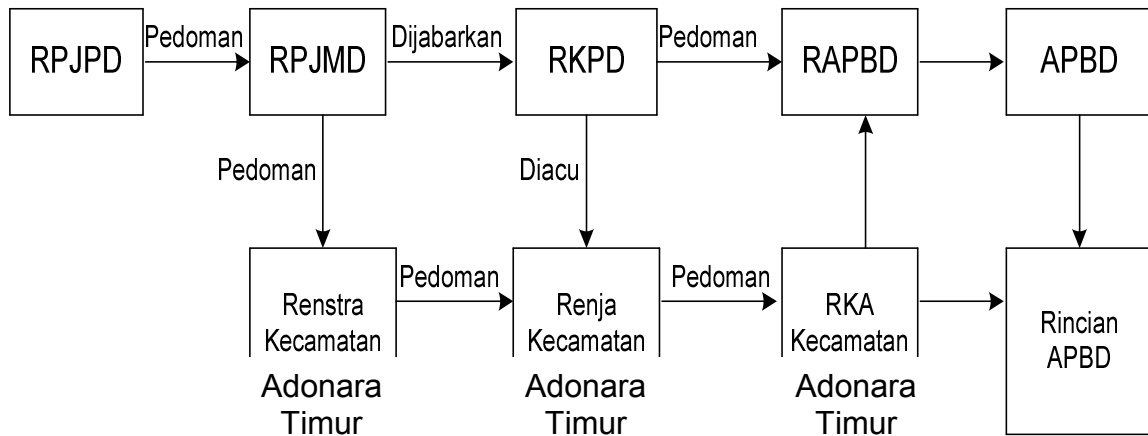 Pedoman
Dijabarkan
Pedoman
RPJPD
RPJMD
RKPD
RAPBD
APBD
Pedoman
Diacu
Pedoman
Pedoman
Renstra
Kecamatan
Adonara
Timur
Renja
Kecamatan
Adonara
Timur
RKA
Kecamatan
Adonara
Timur
Rincian
APBD